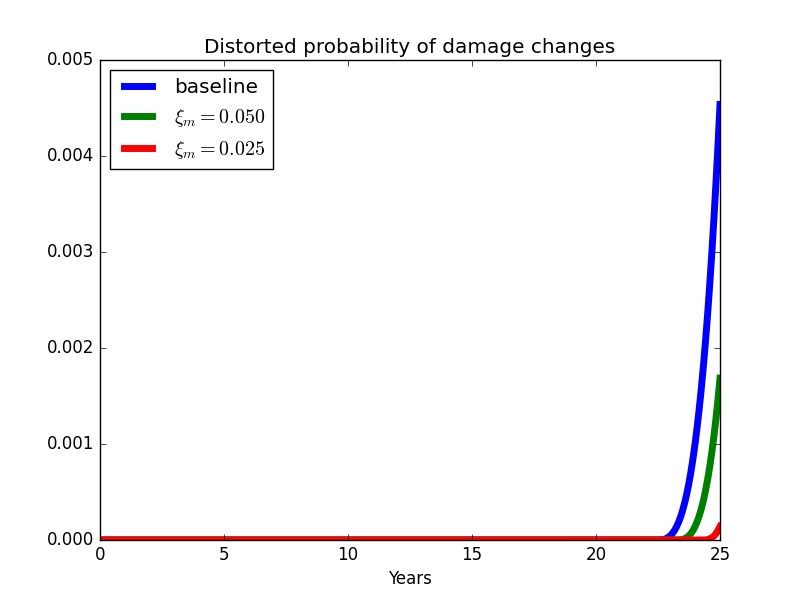 Distorted probability of damage changes
0.005
0.004
0.003
0.002
0.001
0.000
baseline
ξm = 0.050
ξm = 0.025
0 5 10 15 20 25
Years